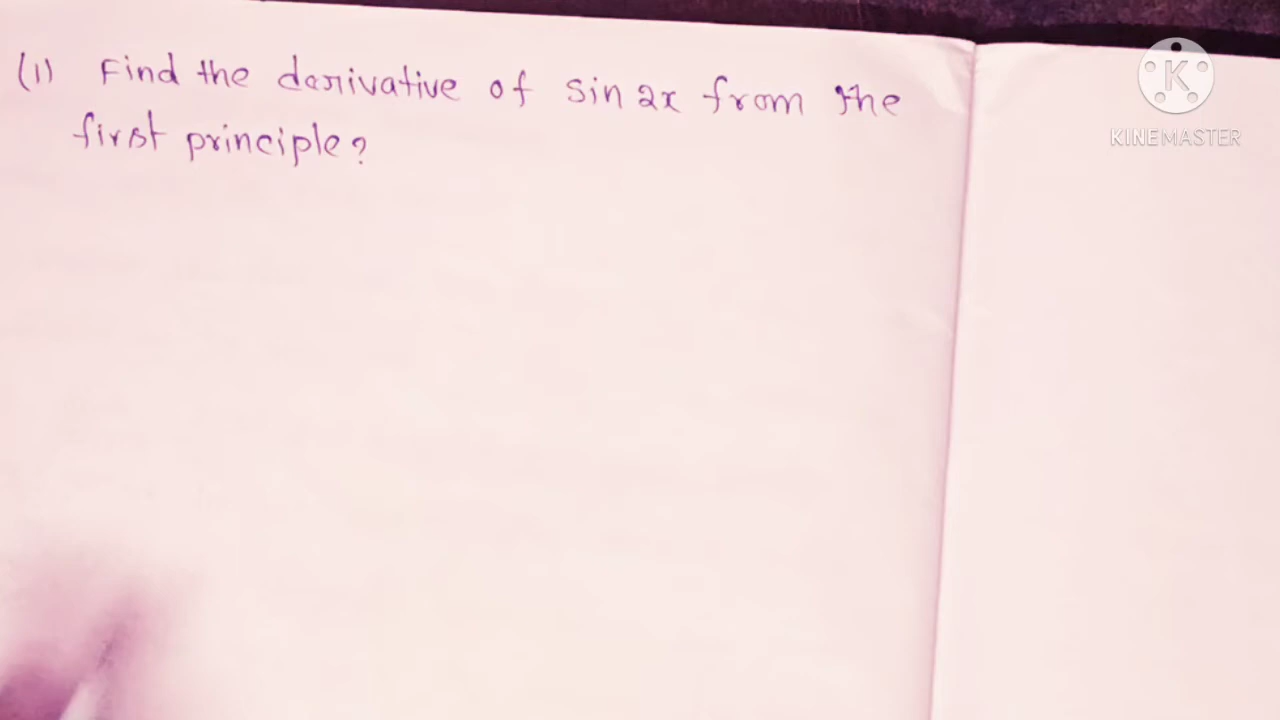 (1) Find the derivative of sin 2x from the
first principle?
K
KINEMASTER